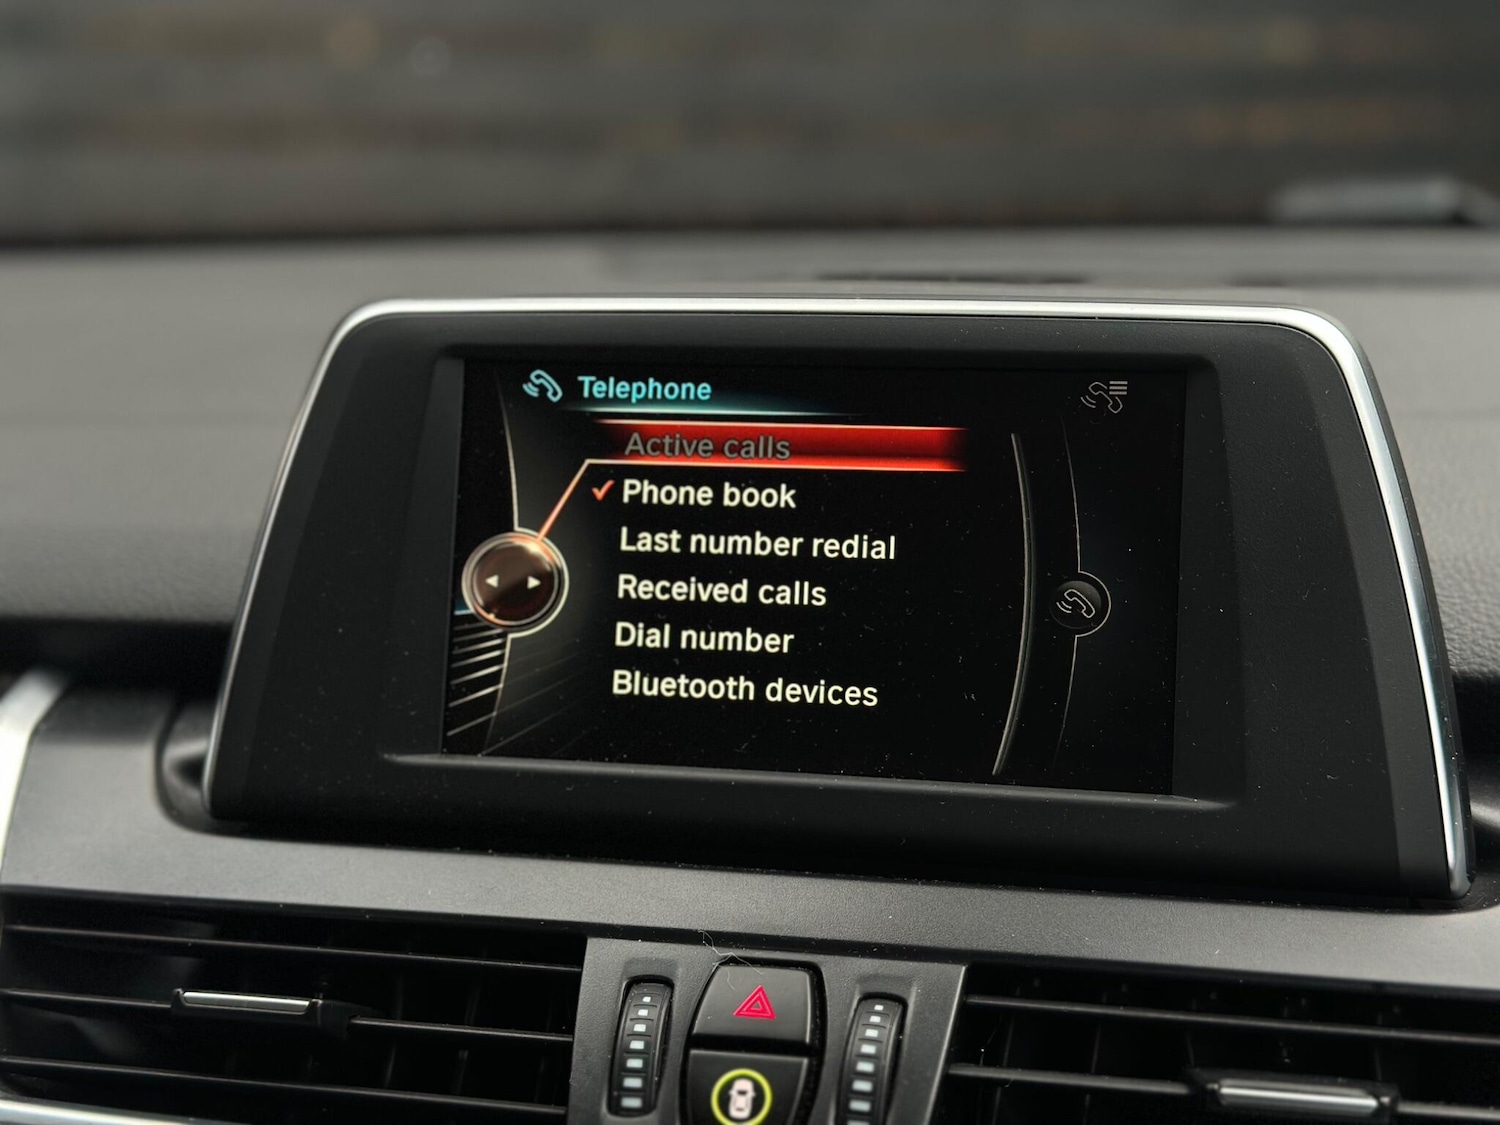 Telephone
Active calls
Phone book
Last number redial
Received calls
Dial number
Bluetooth devices